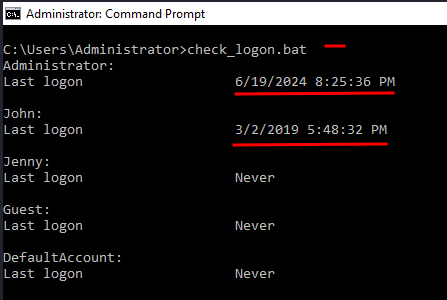 Administrator: Command Prompt
C:\Users\Administrator>check_logon.bat
Administrator:
Last logon                   6/19/2024 8:25:36 PM
John:
Last logon                   3/2/2019 5:48:32 PM
Jenny:
Last logon                   Never
Guest:
Last logon                   Never
DefaultAccount:
Last logon                   Never